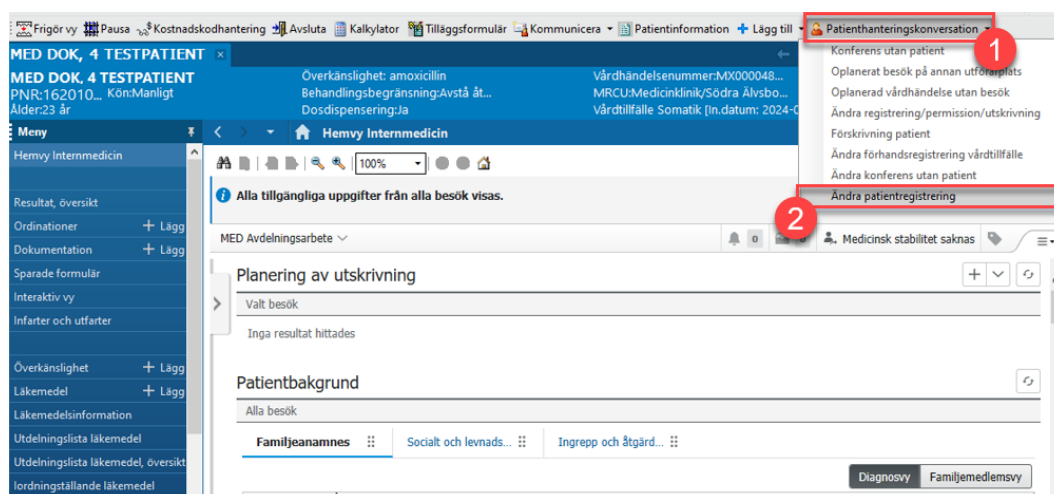 Frigör vy Pausa Kostnadskodhantering Avsluta Kalkylator Tilläggsformulär Kommunicera Patientinformation + Lägg till Patienthanteringskonversation
1
Konferens utan patient
Oplanerat besök på annan utförarplats
Oplanerad vårdhändelse utan besök
Ändra registrering/permission/utskrivning
Förskrivning patient
Ändra förhandsregistrering vårdtillfälle
Ändra konferens utan patient
Ändra patientregistrering
2
MED DOK, 4 TESTPATIENT
MED DOK, 4 TESTPATIENT
PNR:162010... Kön:Manligt
Ålder:23 år
Överkänslighet: amoxicillin
Behandlingsbegränsning:Avstå åt...
Dosdispensering:Ja
Vårdhändelsenummer:MX000048...
MRCU:Medicinklinik/Södra Älvsbo...
Vårdtillfälle Somatik [In.datum: 2024-0
Meny
Hemvy Internmedicin
Hemvy Internmedicin
100%
Alla tillgängliga uppgifter från alla besök visas.
Resultat, översikt
Ordinationer + Lägg
Dokumentation + Lägg
Sparade formulär
Interaktiv vy
Infarter och utfarter
Överkänslighet + Lägg
Läkemedel + Lägg
Läkemedelsinformation
Utdelningslista läkemedel
Utdelningslista läkemedel, översikt
Iordningställande läkemedel
MED Avdelningsarbete
0
Medicinsk stabilitet saknas
Planering av utskrivning
Valt besök
Inga resultat hittades
Patientbakgrund
Alla besök
Familjeanamnes Socialt och levnads... Ingrepp och åtgärd...
Diagnosvy Familjemedlemsvy